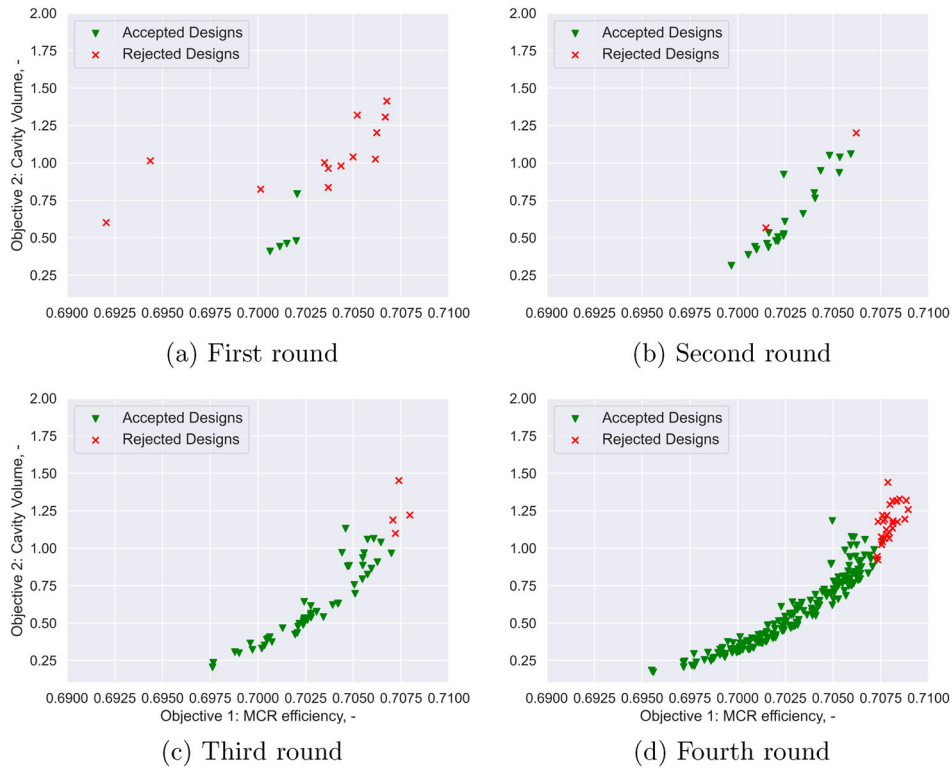 2.00
1.75
1.50
1.25
1.00
0.75
0.50
0.25
Objective 2: Cavity Volume, -
Accepted Designs
Rejected Designs
0.6900 0.6925 0.6950 0.6975 0.7000 0.7025 0.7050 0.7075 0.7100
(a) First round
2.00
1.75
1.50
1.25
1.00
0.75
0.50
0.25
Accepted Designs
Rejected Designs
0.6900 0.6925 0.6950 0.6975 0.7000 0.7025 0.7050 0.7075 0.7100
(b) Second round
2.00
1.75
1.50
1.25
1.00
0.75
0.50
0.25
Objective 2: Cavity Volume, -
Accepted Designs
Rejected Designs
0.6900 0.6925 0.6950 0.6975 0.7000 0.7025 0.7050 0.7075 0.7100
Objective 1: MCR efficiency, -
(c) Third round
2.00
1.75
1.50
1.25
1.00
0.75
0.50
0.25
Accepted Designs
Rejected Designs
0.6900 0.6925 0.6950 0.6975 0.7000 0.7025 0.7050 0.7075 0.7100
Objective 1: MCR efficiency, -
(d) Fourth round